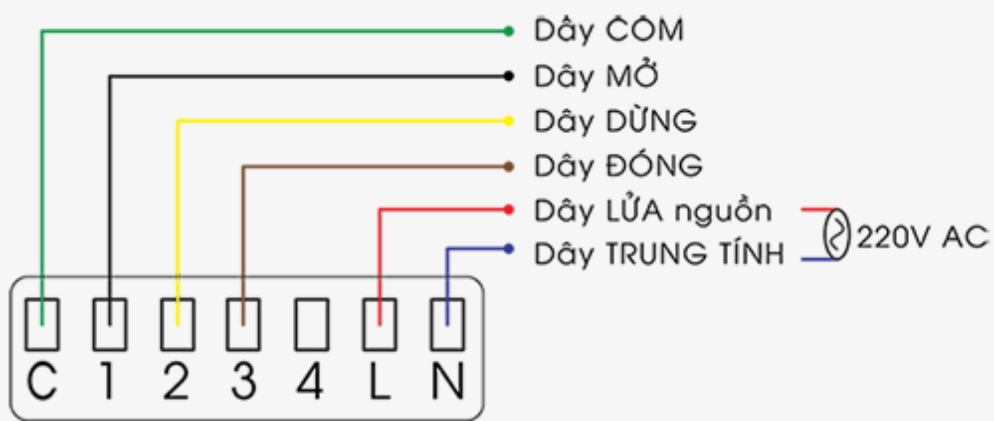 Dây CÔM
Dây MỞ
Dây DỪNG
Dây ĐÓNG
Dây LỬA nguồn
Dây TRUNG TÍNH
220V AC
C 1 2 3 4 L N